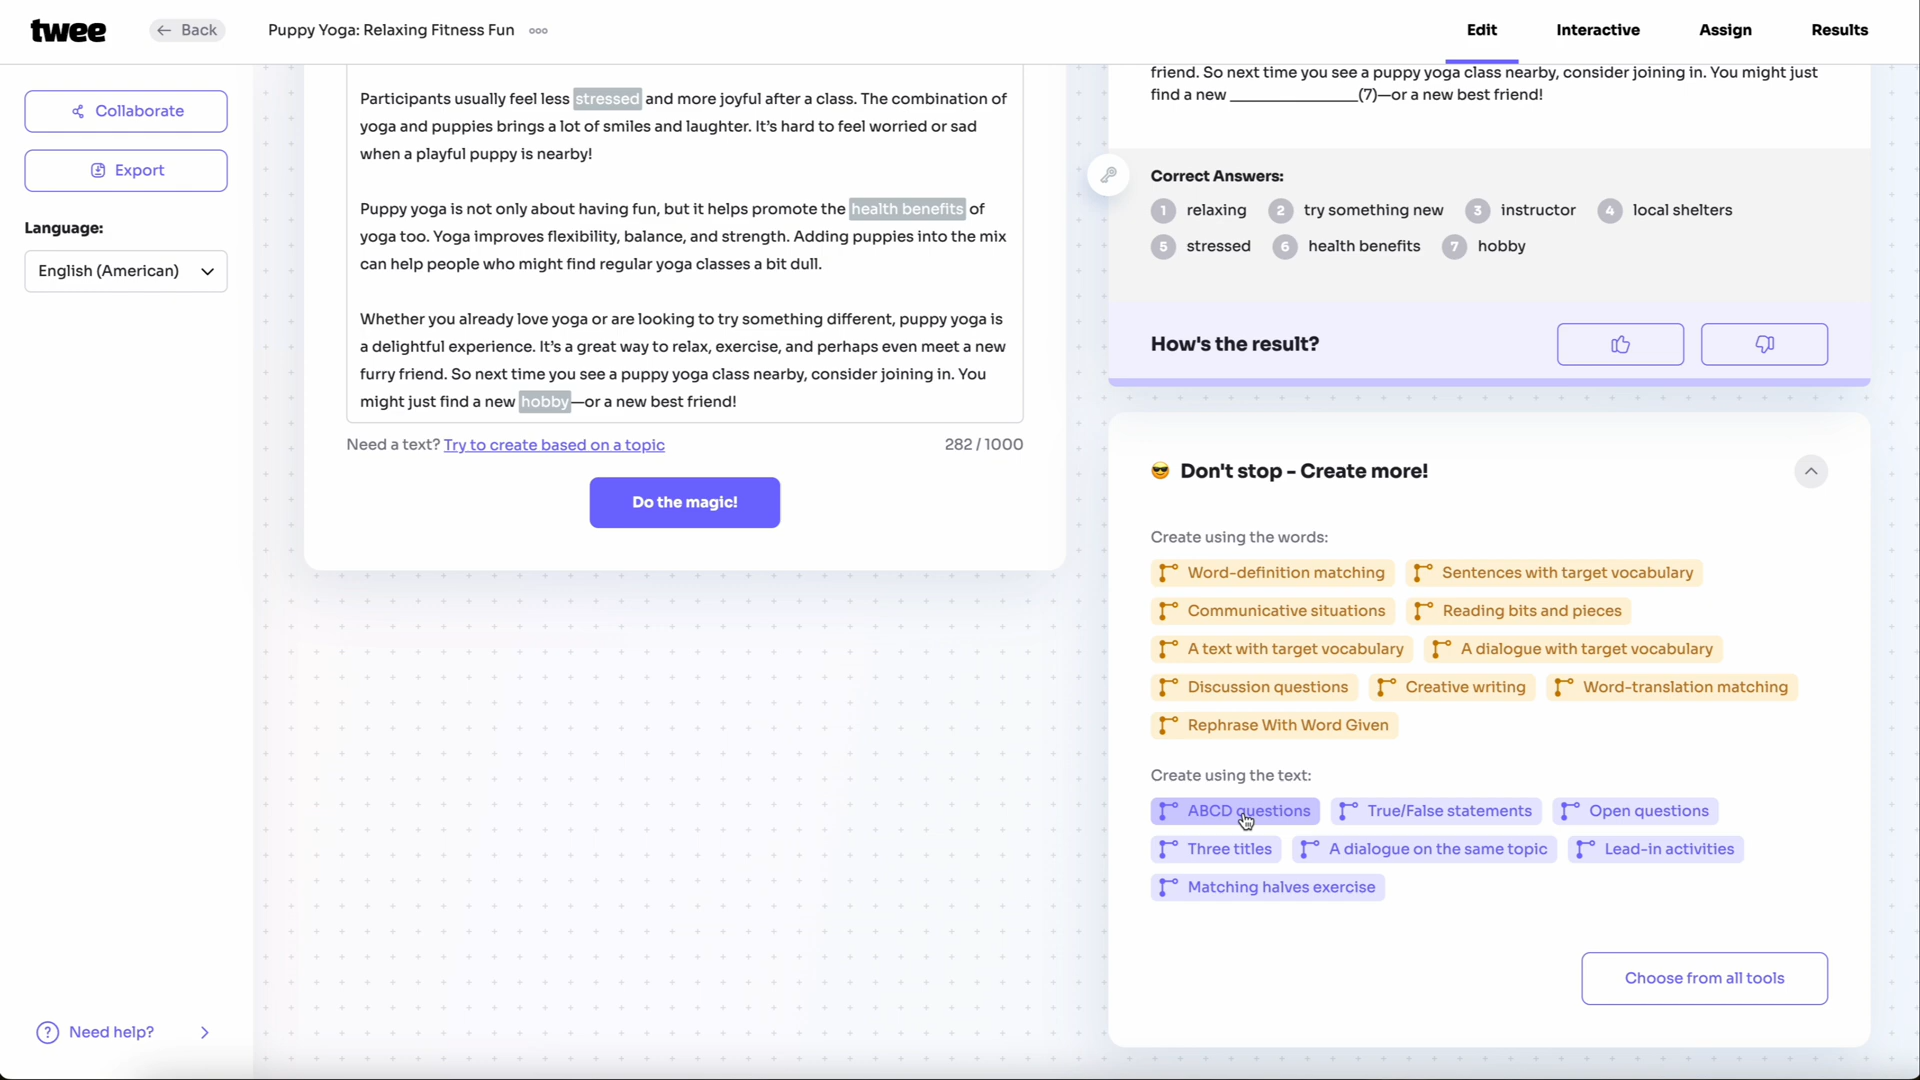 twee
Back
Puppy Yoga: Relaxing Fitness Fun
Edit
Interactive
Assign
Results
Collaborate
Export
Language:
English (American)
Participants usually feel less stressed and more joyful after a class. The combination of
yoga and puppies brings a lot of smiles and laughter. It's hard to feel worried or sad
when a playful puppy is nearby!
Puppy yoga is not only about having fun, but it helps promote the health benefits of
yoga too. Yoga improves flexibility, balance, and strength. Adding puppies into the mix
can help people who might find regular yoga classes a bit dull.
Whether you already love yoga or are looking to try something different, puppy yoga is
a delightful experience. It's a great way to relax, exercise, and perhaps even meet a new
furry friend. So next time you see a puppy yoga class nearby, consider joining in. You
might just find a new hobby—or a new best friend!
Need a text? Try to create based on a topic
282 / 1000
Do the magic!
friend. So next time you see a puppy yoga class nearby, consider joining in. You might just
find a new _______________(7)—or a new best friend!
Correct Answers:
1 relaxing 2 try something new 3 instructor 4 local shelters
5 stressed 6 health benefits 7 hobby
How's the result?
Don't stop - Create more!
Create using the words:
Word-definition matching
Sentences with target vocabulary
Communicative situations
Reading bits and pieces
A text with target vocabulary
A dialogue with target vocabulary
Discussion questions
Creative writing
Word-translation matching
Rephrase With Word Given
Create using the text:
ABCD questions
True/False statements
Open questions
Three titles
A dialogue on the same topic
Lead-in activities
Matching halves exercise
Choose from all tools
? Need help?